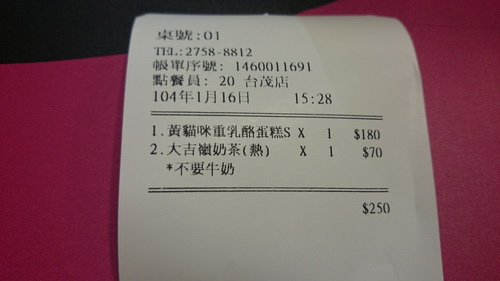 桌號:01
TEL:2758-8812
帳單序號: 1460011691
點餐員: 20 台茂店
104年1月16日 15:28
1.黃貓咪重乳酪蛋糕S X 1 $180
2.大吉嶺奶茶(熱) X 1 $70
*不要牛奶
$250